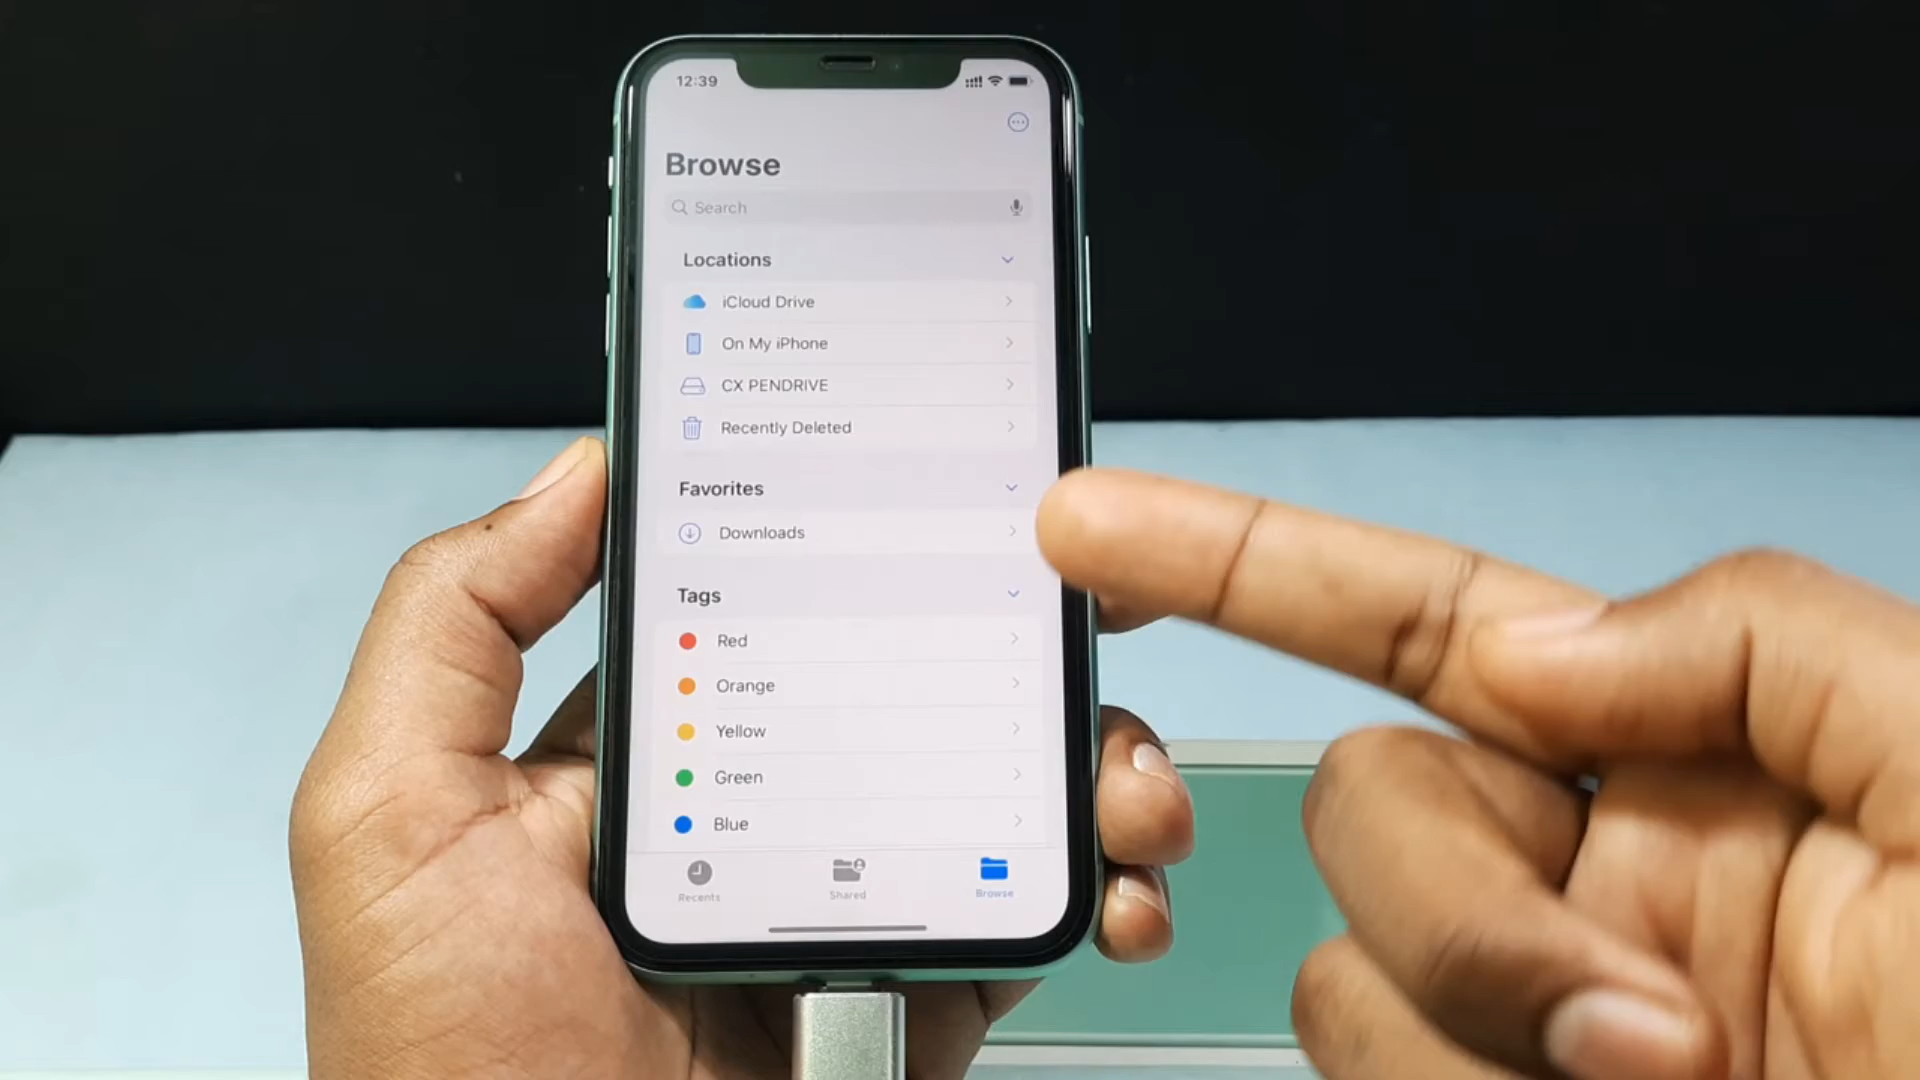 12:39
Browse
Search
Locations
iCloud Drive
On My iPhone
CX PENDRIVE
Recently Deleted
Favorites
Downloads
Tags
Red
Orange
Yellow
Green
Blue
Recents
Shared
Browse